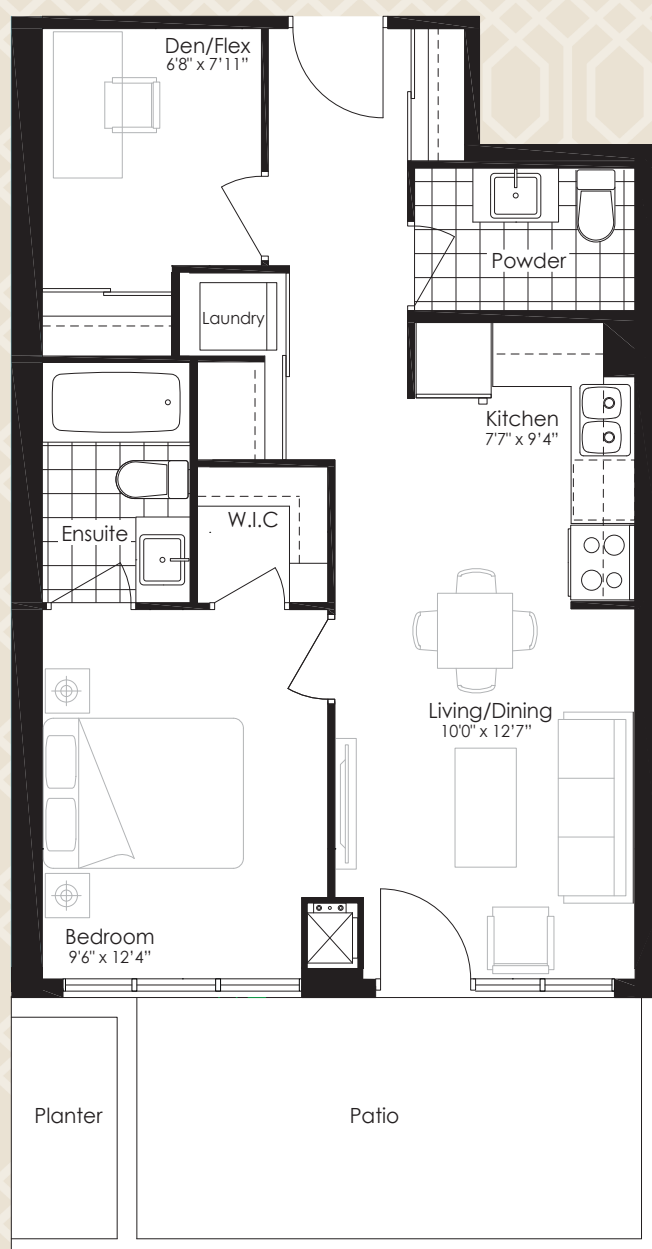 Den/Flex
6'8" x 7'11"
Laundry
Powder
Kitchen
7'7" x 9'4"
W.I.C
Ensuite
Living/Dining
10'0" x 12'7"
Bedroom
9'6" x 12'4"
Planter
Patio